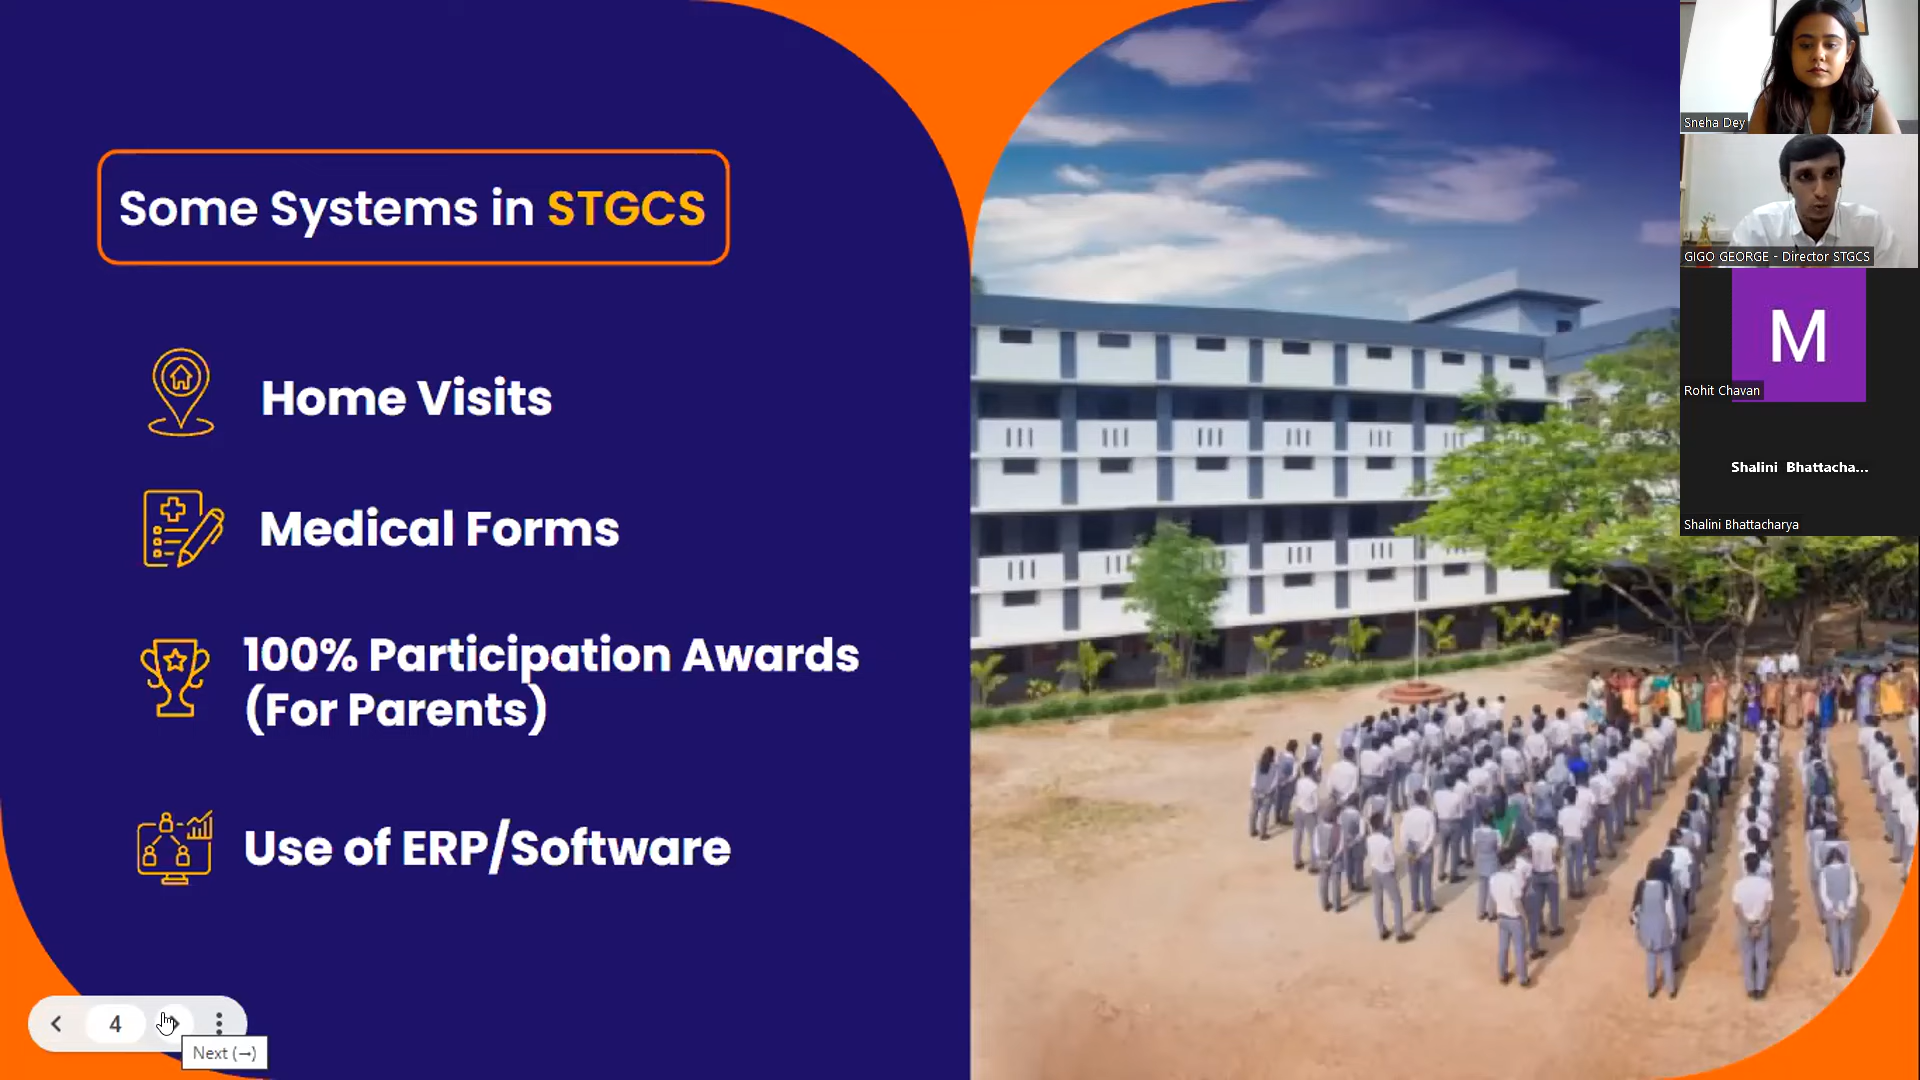 Some Systems in STGCS
Home Visits
Medical Forms
100% Participation Awards
(For Parents)
Use of ERP/Software
4
Next (→)
Sneha Dey
GIGO GEORGE - Director STGCS
M
Rohit Chavan
Shalini Bhattacha...
Shalini Bhattacharya